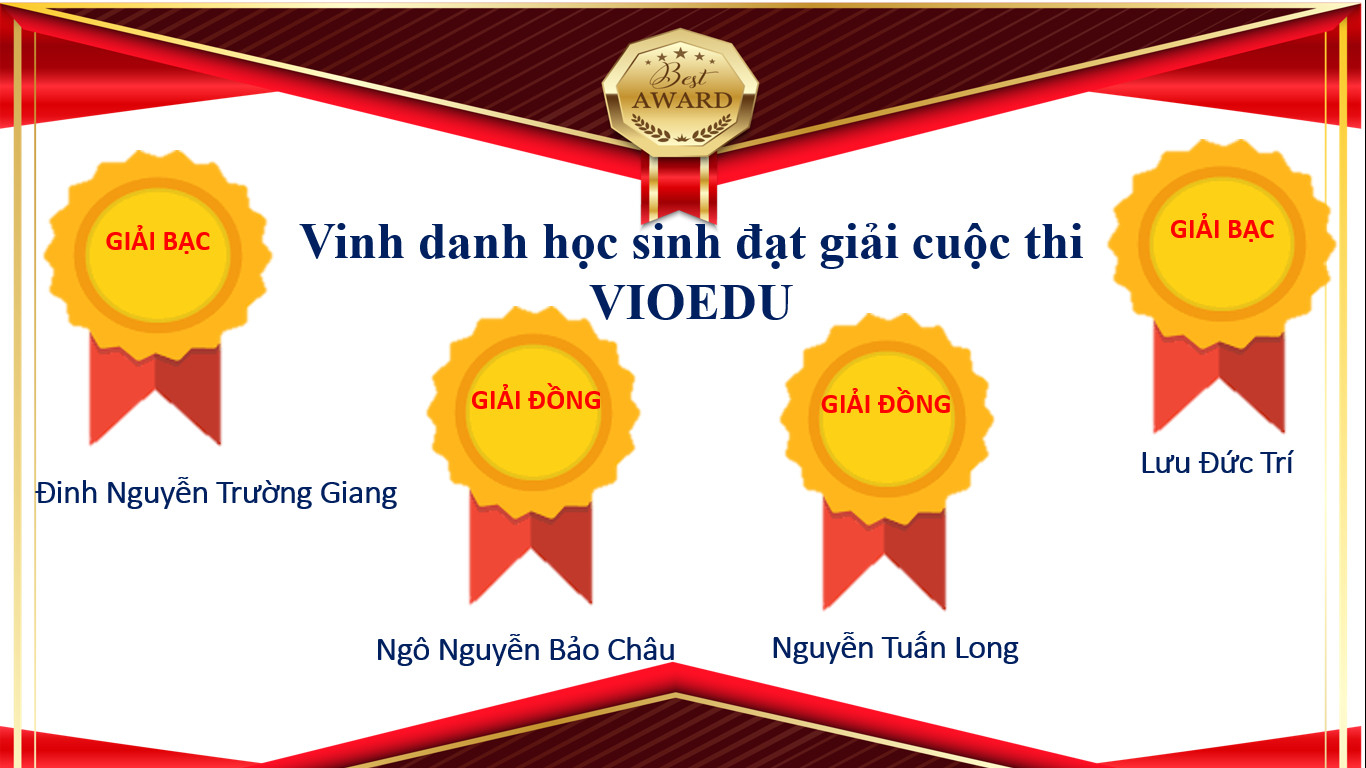 Best
AWARD
Vinh danh học sinh đạt giải cuộc thi
VIOEDU
GIẢI BẠC
GIẢI BẠC
GIẢI ĐỒNG
GIẢI ĐỒNG
Đinh Nguyễn Trường Giang
Lưu Đức Trí
Ngô Nguyễn Bảo Châu
Nguyễn Tuấn Long